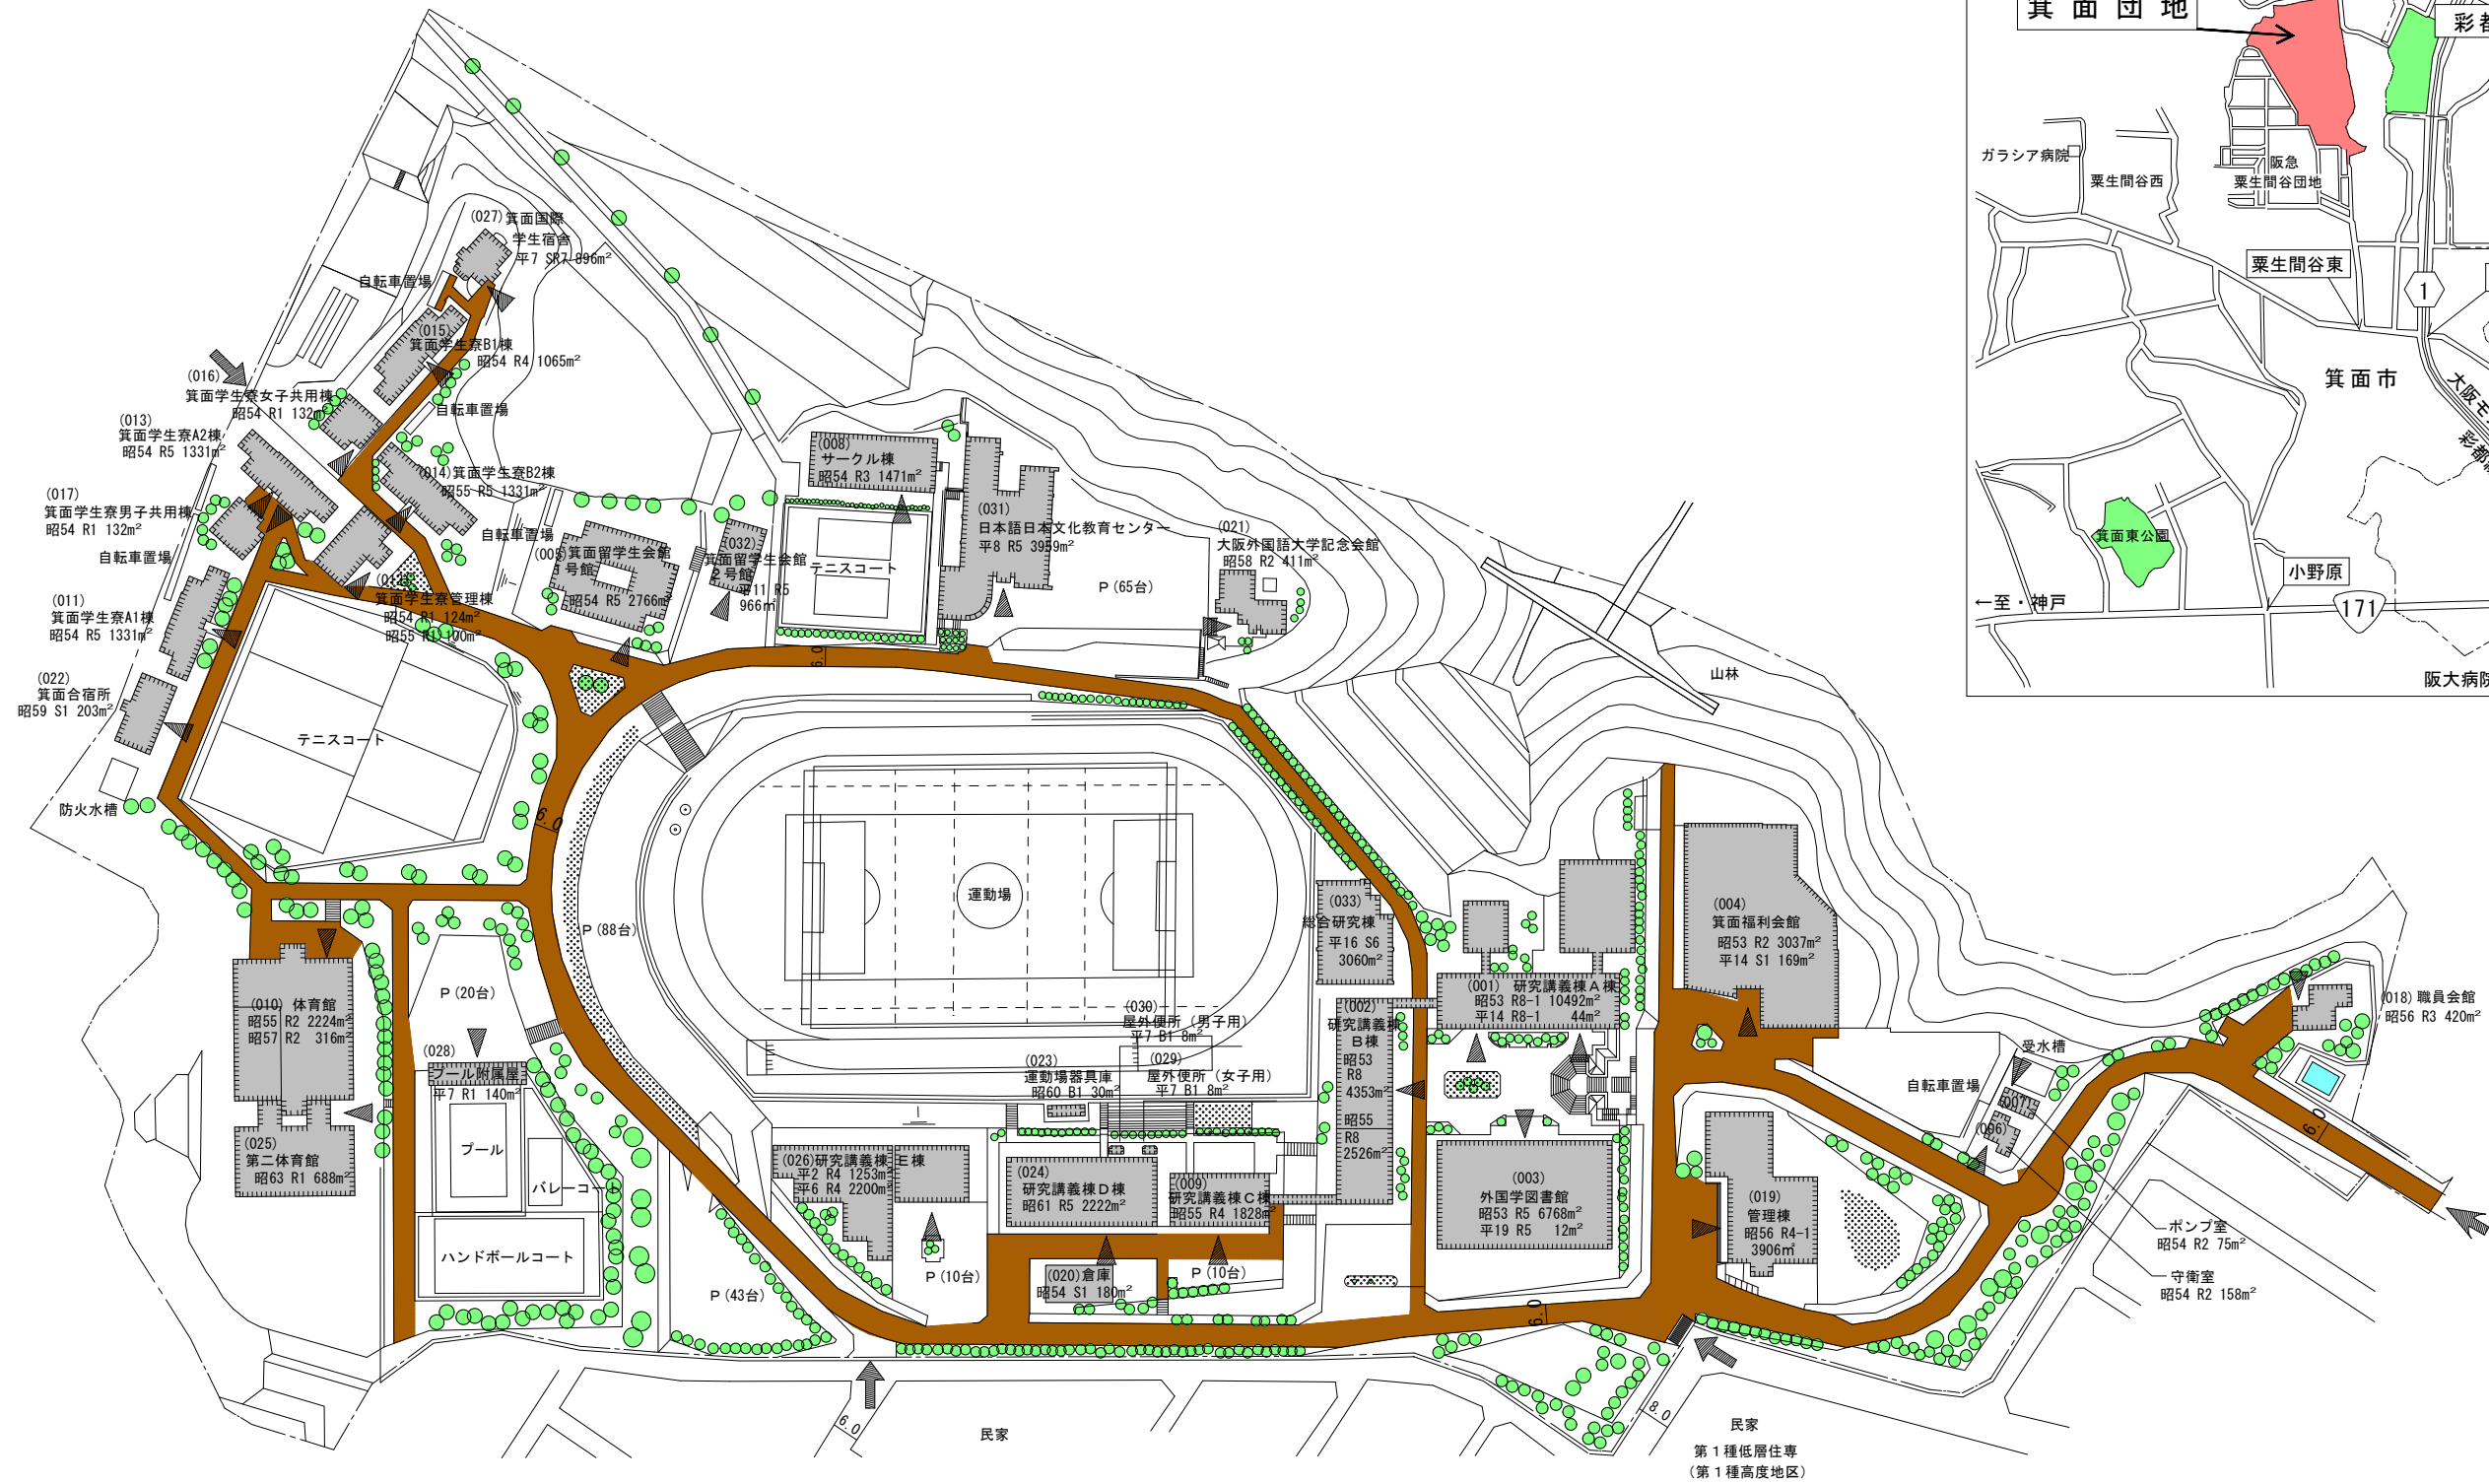 箕面団地
彩都
ガラシア病院
粟生間谷西
阪急
粟生間谷団地
粟生間谷東
1
箕面市
大阪モ
彩都
箕面東公園
小野原
←至・神戸
171
阪大病院
(027)箕面国際
学生宿舎
平7 SR7 896m²
自転車置場
(015)
箕面学生寮B1棟
昭54 R4 1065m²
(016)
箕面学生寮女子共用棟
昭54 R1 132m²
自転車置場
(013)
箕面学生寮A2棟
昭54 R5 1331m²
(014)箕面学生寮B2棟
昭55 R5 1331m²
(017)
箕面学生寮男子共用棟
昭54 R1 132m²
自転車置場
自転車置場
(005)箕面留学生会館
1号館
昭54 R5 2766m²
(032)
箕面留学生会館
2号館
平11 R5
966㎡
(008)
サークル棟
昭54 R3 1471m²
テニスコート
(031)
日本語日本文化教育センター
平8 R5 3959m²
P(65台)
(021)
大阪外国語大学記念会館
昭58 R2 411m²
箕面学生寮管理棟
昭54 R1 124m²
昭55 R1 100m²
(011)
箕面学生寮A1棟
昭54 R5 1331m²
(022)
箕面合宿所
昭59 S1 203m²
テニスコート
防火水槽
6.0
6.0
山林
運動場
P(88台)
P(20台)
(033)
総合研究棟
平16 S6
3060m²
(001) 研究講義棟A棟
昭53 R8-1 10492m²
平14 R8-1 44m²
(004)
箕面福利会館
昭53 R2 3037m²
平14 S1 169m²
(002)
研究講義棟
B棟
昭53
R8
4353m²
昭55
R8
2526m²
(010) 体育館
昭55 R2 2224m²
昭57 R2 316m²
(025)
第二体育館
昭63 R1 688m²
(028)
プール附属屋
平7 R1 140m²
プール
バレーコート
ハンドボールコート
(030)
屋外便所（男子用）
平7 B1 8m²
(023)
運動場器具庫
昭60 B1 30m²
(029)
屋外便所（女子用）
平7 B1 8m²
(026)研究講義棟E棟
平2 R4 1253m²
平6 R4 2200m²
(024)
研究講義棟D棟
昭61 R5 2222m²
(009)
研究講義棟C棟
昭55 R4 1828m²
(003)
外国学図書館
昭53 R5 6768m²
平19 R5 12m²
(019)
管理棟
昭56 R4-1
3906㎡
受水槽
自転車置場
(007)
(006)
(018) 職員会館
昭56 R3 420m²
6.0
ポンプ室
昭54 R2 75m²
守衛室
昭54 R2 158m²
P(43台)
P(10台)
(020)倉庫
昭54 S1 180m²
P(10台)
6.0
6.0
8.0
民家
民家
第１種低層住専
(第１種高度地区)